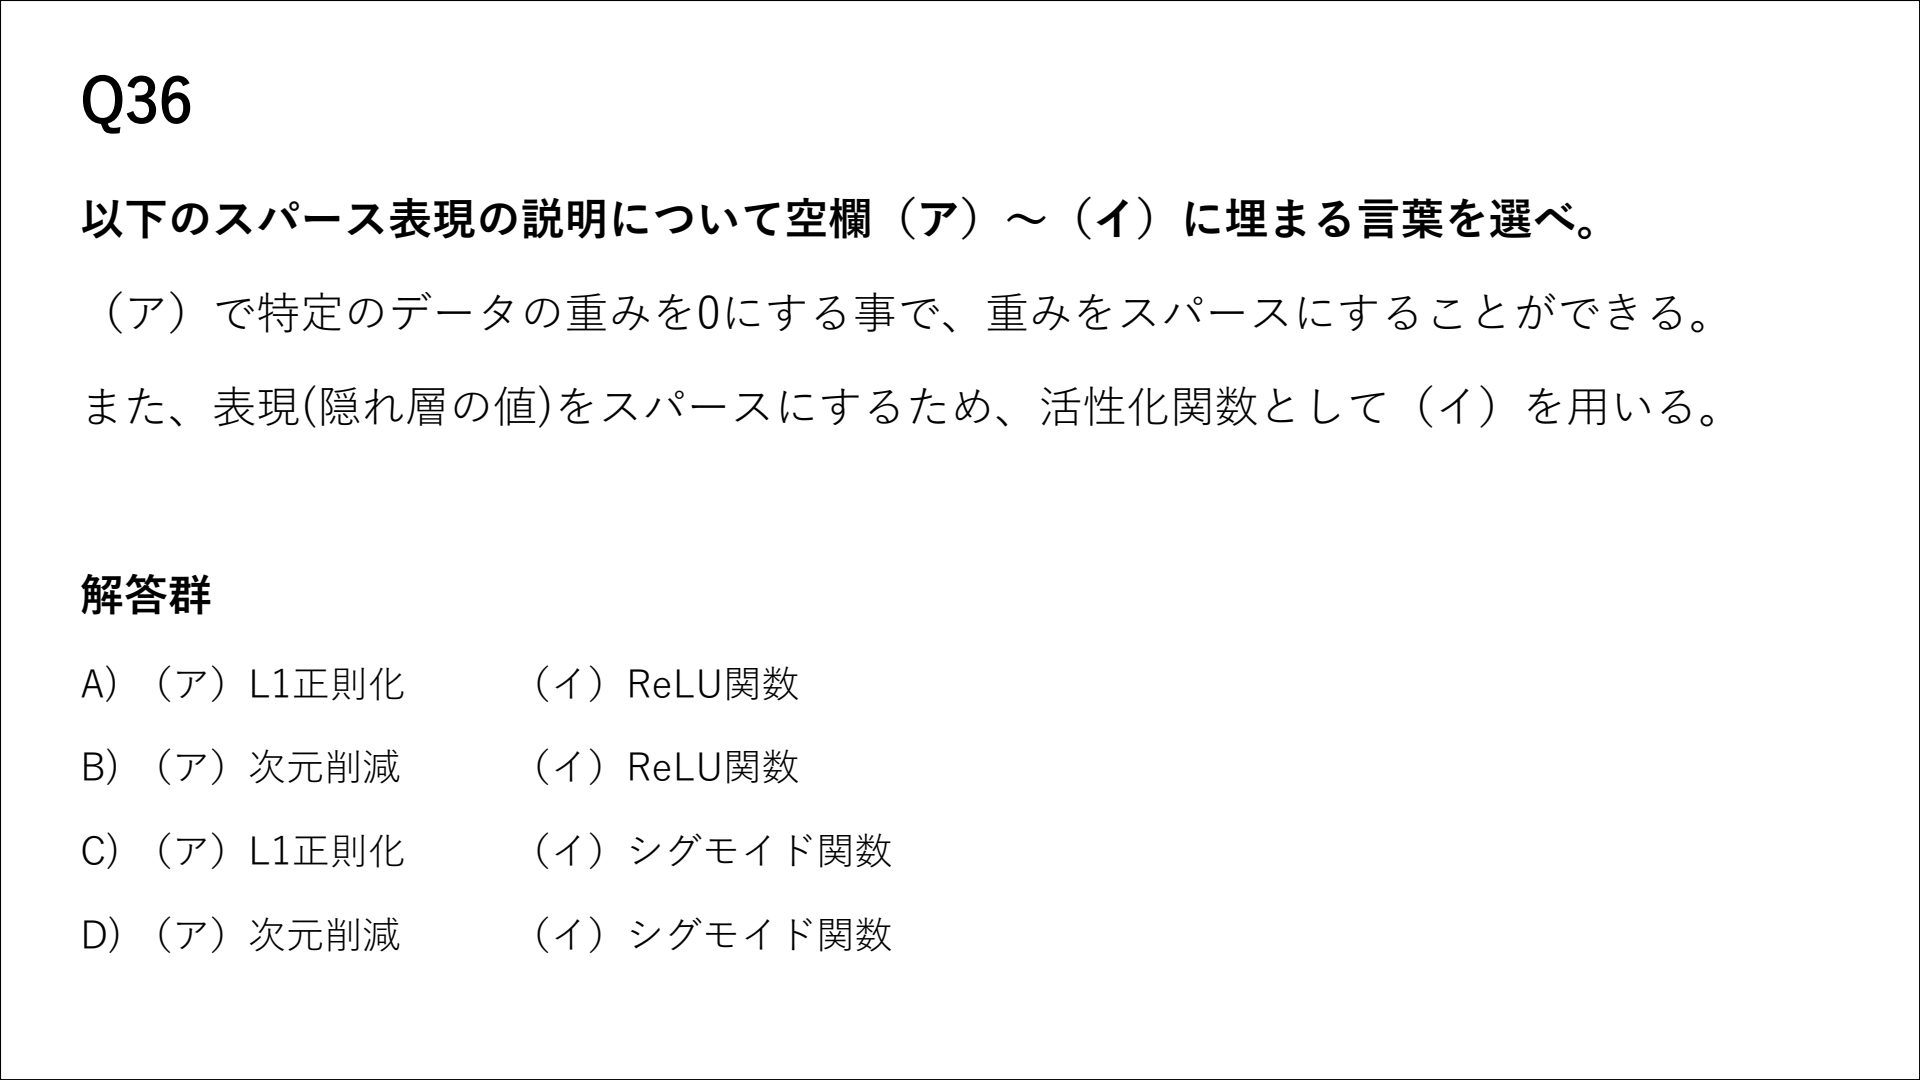 Q36
以下のスパース表現の説明について空欄（ア）～（イ）に埋まる言葉を選べ。
（ア）で特定のデータの重みを0にする事で、重みをスパースにすることができる。
また、表現(隠れ層の値)をスパースにするため、活性化関数として（イ）を用いる。
解答群
A) （ア）L1正則化 （イ）ReLU関数
B) （ア）次元削減 （イ）ReLU関数
C) （ア）L1正則化 （イ）シグモイド関数
D) （ア）次元削減 （イ）シグモイド関数